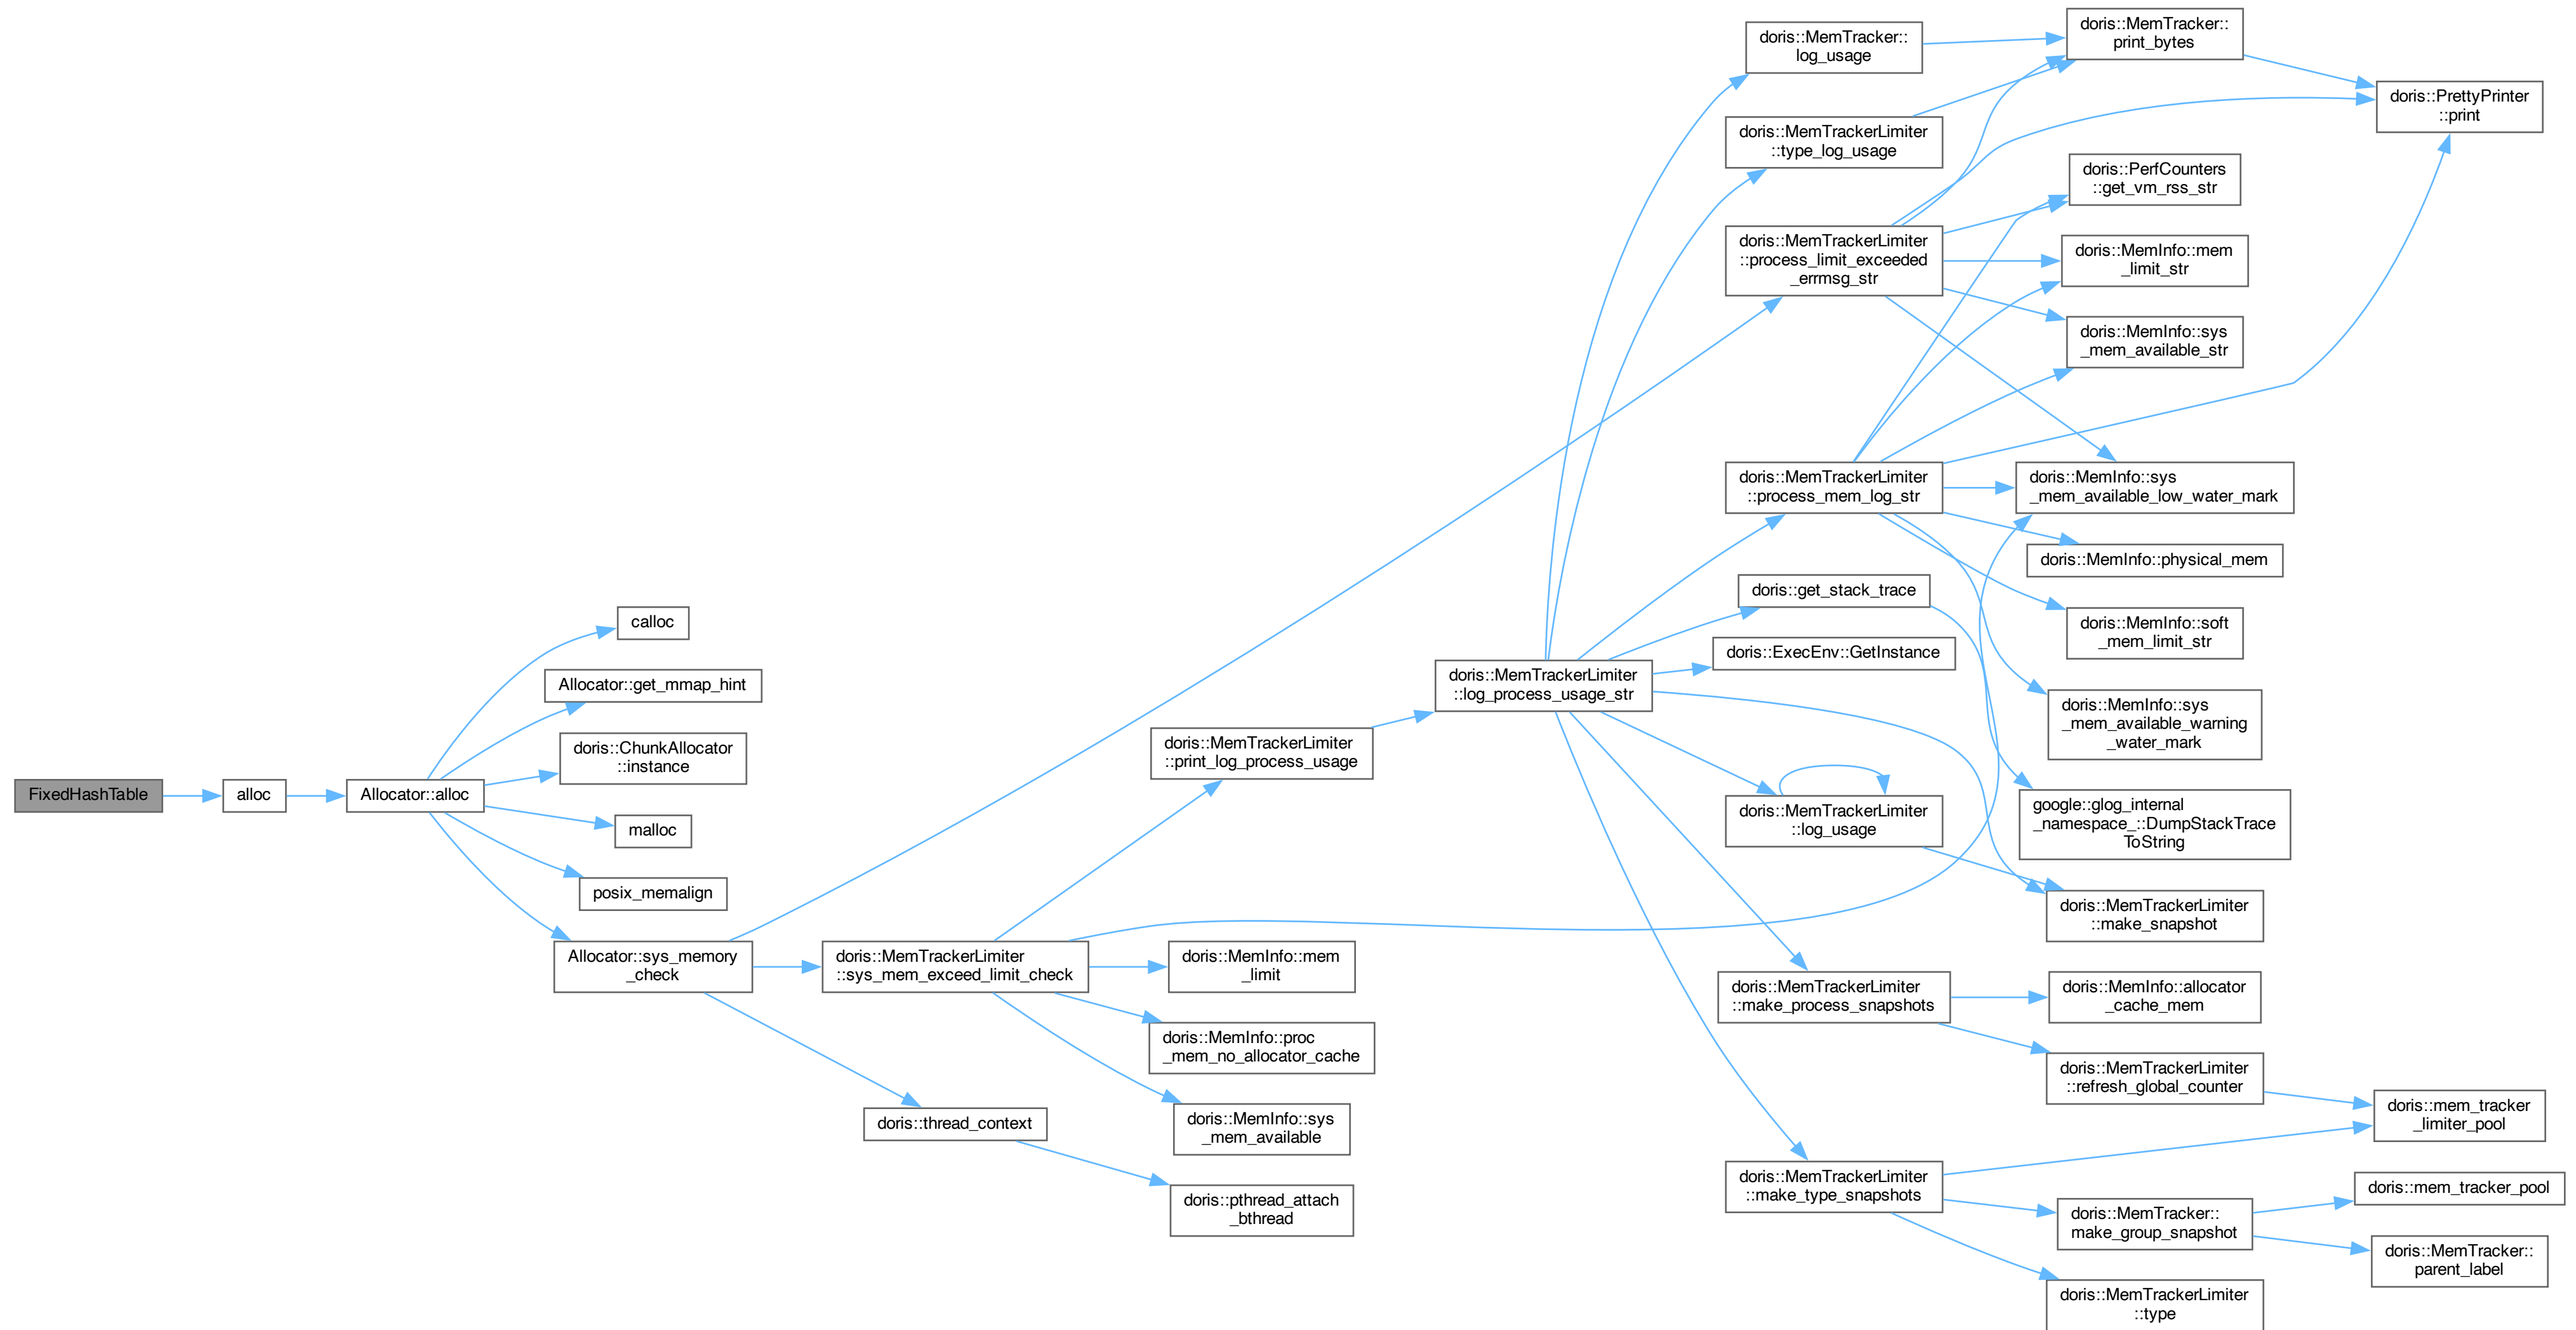 FixedHashTable
alloc
Allocator::alloc
calloc
Allocator::get_mmap_hint
doris::ChunkAllocator
::instance
malloc
posix_memalign
Allocator::sys_memory
_check
doris::MemTrackerLimiter
::sys_mem_exceed_limit_check
doris::thread_context
doris::MemTrackerLimiter
::print_log_process_usage
doris::MemInfo::mem
_limit
doris::MemInfo::proc
_mem_no_allocator_cache
doris::MemInfo::sys
_mem_available
doris::pthread_attach
_bthread
doris::MemTrackerLimiter
::log_process_usage_str
doris::MemTracker::
log_usage
doris::MemTrackerLimiter
::type_log_usage
doris::MemTrackerLimiter
::process_limit_exceeded
_errmsg_str
doris::MemTrackerLimiter
::process_mem_log_str
doris::get_stack_trace
doris::ExecEnv::GetInstance
doris::MemTrackerLimiter
::log_usage
doris::MemTrackerLimiter
::make_process_snapshots
doris::MemTrackerLimiter
::make_type_snapshots
doris::MemTracker::
print_bytes
doris::PerfCounters
::get_vm_rss_str
doris::MemInfo::mem
_limit_str
doris::MemInfo::sys
_mem_available_str
doris::MemInfo::sys
_mem_available_low_water_mark
doris::MemInfo::physical_mem
doris::MemInfo::soft
_mem_limit_str
doris::MemInfo::sys
_mem_available_warning
_water_mark
google::glog_internal
_namespace_::DumpStackTrace
ToString
doris::MemTrackerLimiter
::make_snapshot
doris::MemInfo::allocator
_cache_mem
doris::MemTrackerLimiter
::refresh_global_counter
doris::MemTracker::
make_group_snapshot
doris::MemTrackerLimiter
::type
doris::PrettyPrinter
::print
doris::mem_tracker
_limiter_pool
doris::mem_tracker_pool
doris::MemTracker::
parent_label